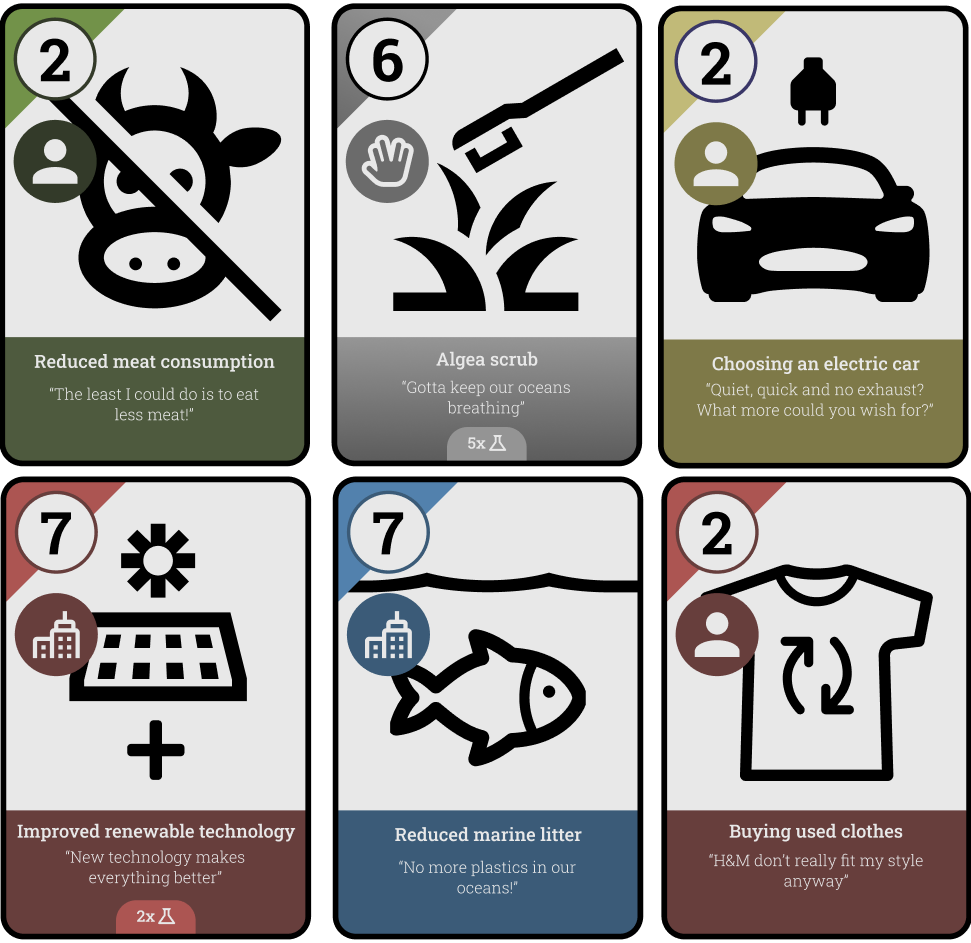 2
Reduced meat consumption
“The least I could do is to eat
less meat!”
6
Algea scrub
“Gotta keep our oceans
breathing”
5x
2
Choosing an electric car
“Quiet, quick and no exhaust?
What more could you wish for?”
7
Improved renewable technology
“New technology makes
everything better”
2x
7
Reduced marine litter
“No more plastics in our
oceans!”
2
Buying used clothes
“H&M don’t really fit my style
anyway”